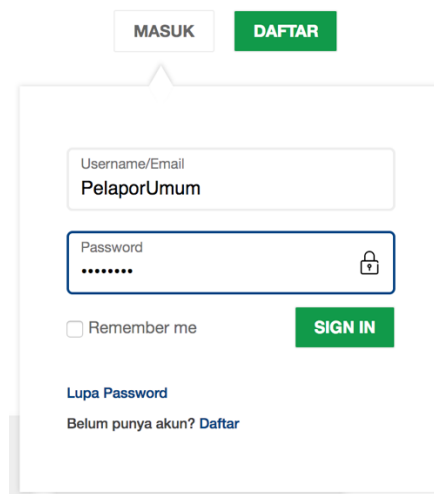 MASUK
DAFTAR
Username/Email
PelaporUmum
Password
••••••••
Remember me
SIGN IN
Lupa Password
Belum punya akun? Daftar